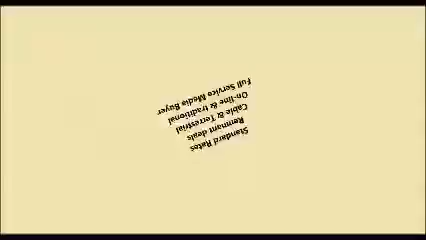 Standard Rates
Remnant deals
Cable & Terrestrial
On-line & traditional
Full Service Media Buyer